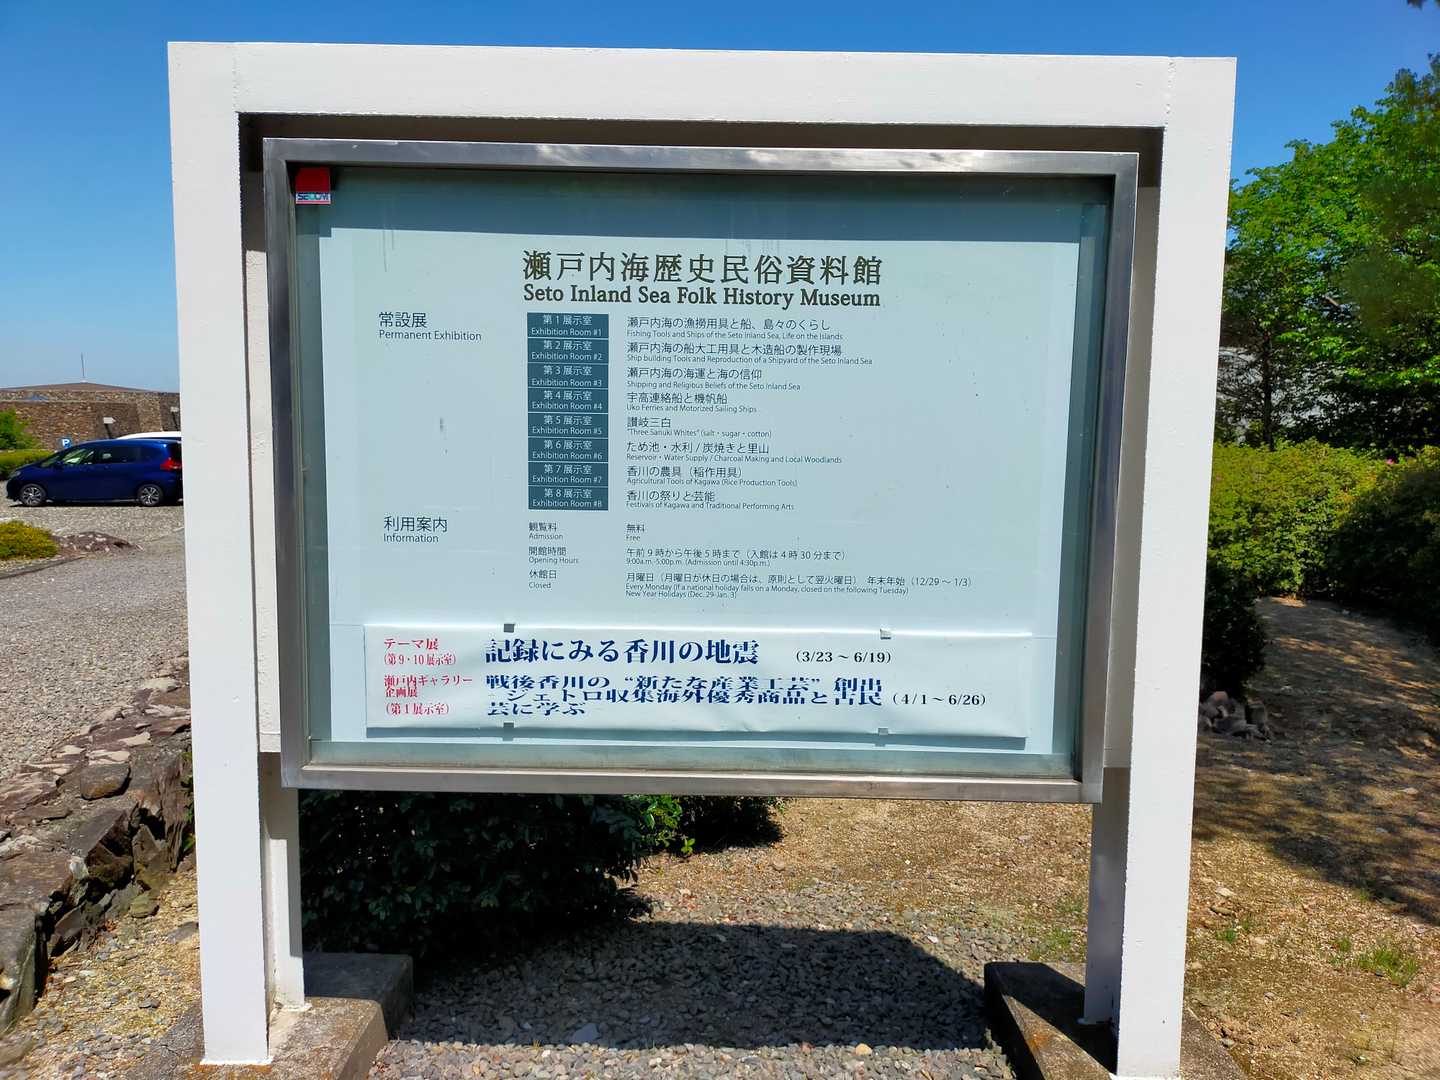 SECOM
瀬戸内海歴史民俗資料館
Seto Inland Sea Folk History Museum
常設展
Permanent Exhibition
第1展示室
Exhibition Room #1
瀬戸内海の漁撈用具と船、島々のくらし
Fishing Tools and Ships of the Seto Inland Sea, Life on the Islands
第2展示室
Exhibition Room #2
瀬戸内海の船大工用具と木造船の製作現場
Ship building Tools and Reproduction of a Shipyard of the Seto Inland Sea
第3展示室
Exhibition Room #3
瀬戸内海の海運と海の信仰
Shipping and Religibus Beliefs of the Seto Inland Sea
第4展示室
Exhibition Room #4
宇高連絡船と機帆船
Uko Ferries and Motorized Sailing Ships
第5展示室
Exhibition Room #5
讃岐三白
"Three Sanuki Whites" (salt・sugar・cotton)
第6展示室
Exhibition Room #6
ため池・水利 / 炭焼きと里山
Reservoir・Water Supply / Charcoal Making and Local Woodlands
第7展示室
Exhibition Room #7
香川の農具（稲作用具）
Agricultural Tools of Kagawa (Rice Production Tools)
第8展示室
Exhibition Room #8
香川の祭りと芸能
Festivals of Kagawa and Traditional Performing Arts
利用案内
Information
観覧料
Admission
無料
Free
開館時間
Opening Hours
午前9時から午後5時まで（入館は4時30分まで）
9:00a.m.-5:00p.m. (Admission until 4:30p.m.)
休館日
Closed
月曜日（月曜日が休日の場合は、原則として翌火曜日） 年末年始（12/29～1/3）
Every Monday (If a national holiday falls on a Monday, closed on the following Tuesday)
New Year Holidays (Dec. 29-Jan. 3)
テーマ展
（第9・10展示室）
記録にみる香川の地震 （3/23～6/19）
瀬戸内ギャラリー
企画展
（第1展示室）
戦後香川の“新たな産業工芸”創出
－ジェトロ収集海外優秀商品と古民
芸に学ぶ－
（4/1～6/26）
P